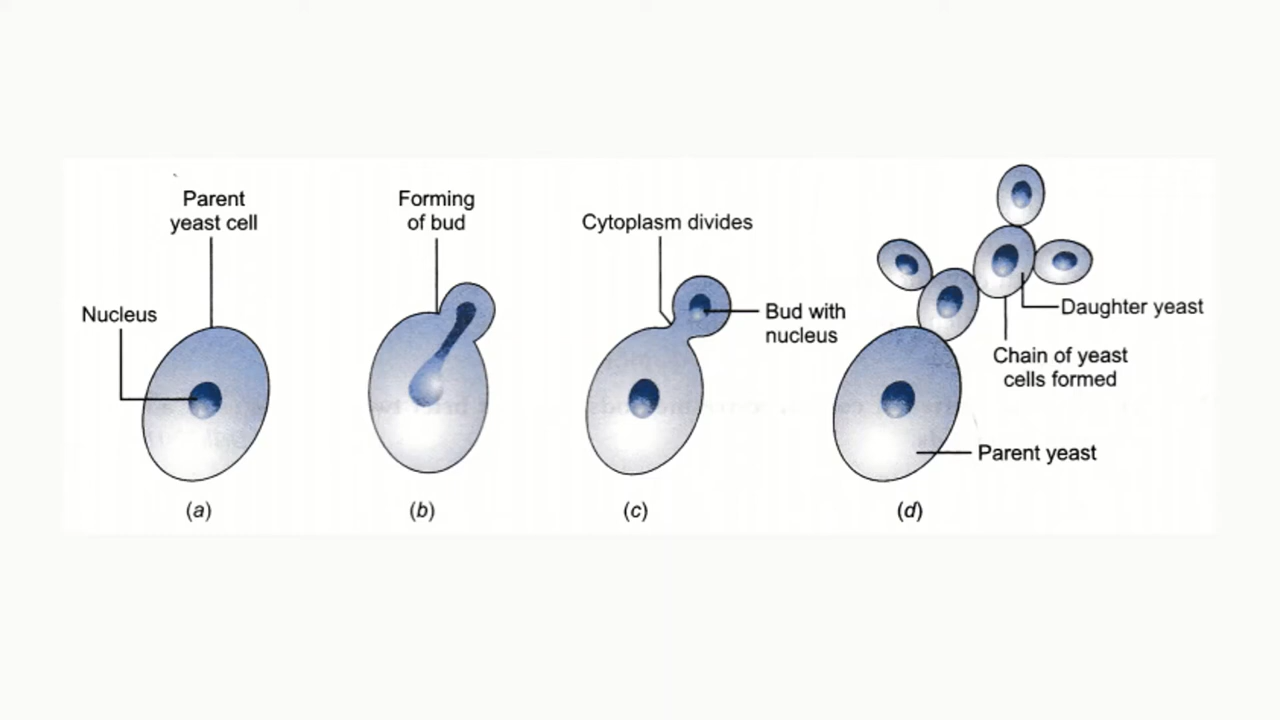 Parent
yeast cell
Nucleus
(a)
Forming
of bud
(b)
Cytoplasm divides
Bud with
nucleus
(c)
Daughter yeast
Chain of yeast
cells formed
Parent yeast
(d)